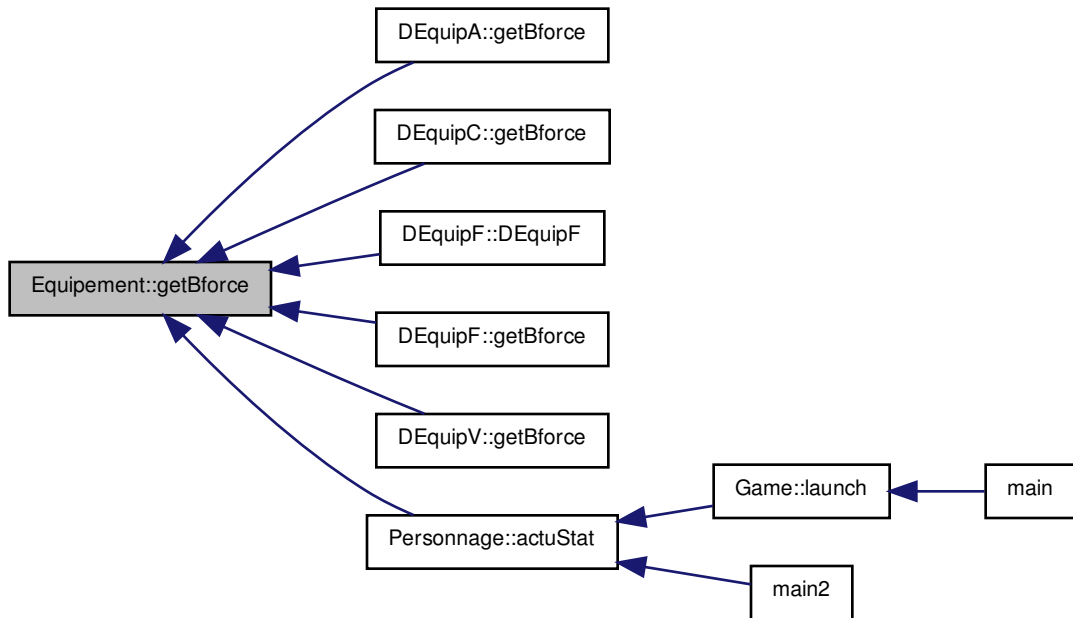 DEquipA::getBforce
DEquipC::getBforce
DEquipF::DEquipF
Equipement::getBforce
DEquipF::getBforce
DEquipV::getBforce
Game::launch
main
Personnage::actuStat
main2